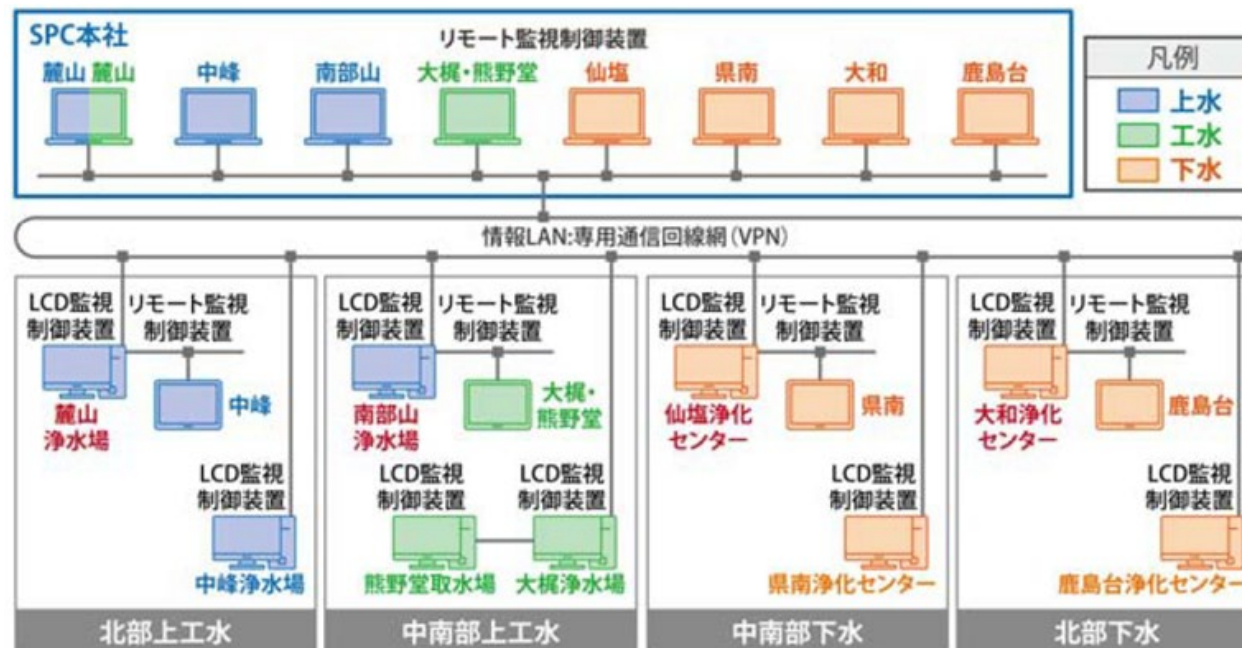 SPC本社
リモート監視制御装置
麓山 麓山
中峰
南部山
大梶・熊野堂
仙塩
県南
大和
鹿島台
凡例
上水
工水
下水
情報LAN:専用通信回線網(VPN)
LCD監視
制御装置
リモート監視
制御装置
麓山
浄水場
中峰
LCD監視
制御装置
中峰浄水場
北部上工水
LCD監視
制御装置
リモート監視
制御装置
南部山
浄水場
大梶・
熊野堂
LCD監視
制御装置
LCD監視
制御装置
熊野堂取水場
大梶浄水場
中南部上工水
LCD監視
制御装置
リモート監視
制御装置
仙塩浄化
センター
県南
LCD監視
制御装置
県南浄化センター
中南部下水
LCD監視
制御装置
リモート監視
制御装置
大和浄化
センター
鹿島台
LCD監視
制御装置
鹿島台浄化センター
北部下水